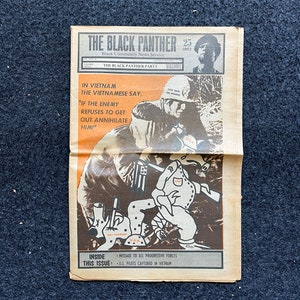 THE BLACK PANTHER
25 cents
Black Community News Service
THE BLACK PANTHER PARTY
IN VIETNAM
THE VIETNAMESE SAY:
"IF THE ENEMY
REFUSES TO GET
OUT ANNIHILATE
HIM!"
INSIDE
THIS ISSUE:
• MESSAGE TO ALL PROGRESSIVE FORCES
• U.S. PILOTS CAPTURED IN VIETNAM